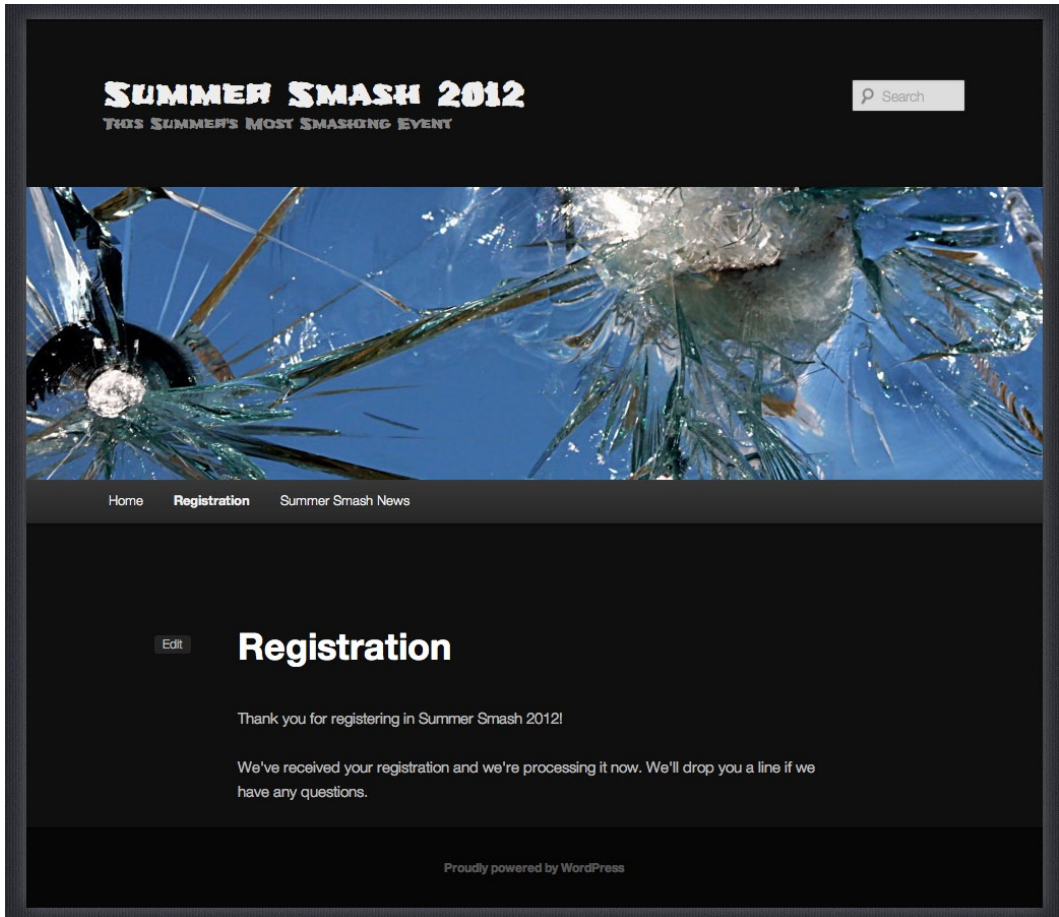 Summer Smash 2012
This Summer's Most Smashing Event
Search
Home Registration Summer Smash News
Edit
Registration
Thank you for registering in Summer Smash 2012!
We've received your registration and we're processing it now. We'll drop you a line if we
have any questions.
Proudly powered by WordPress